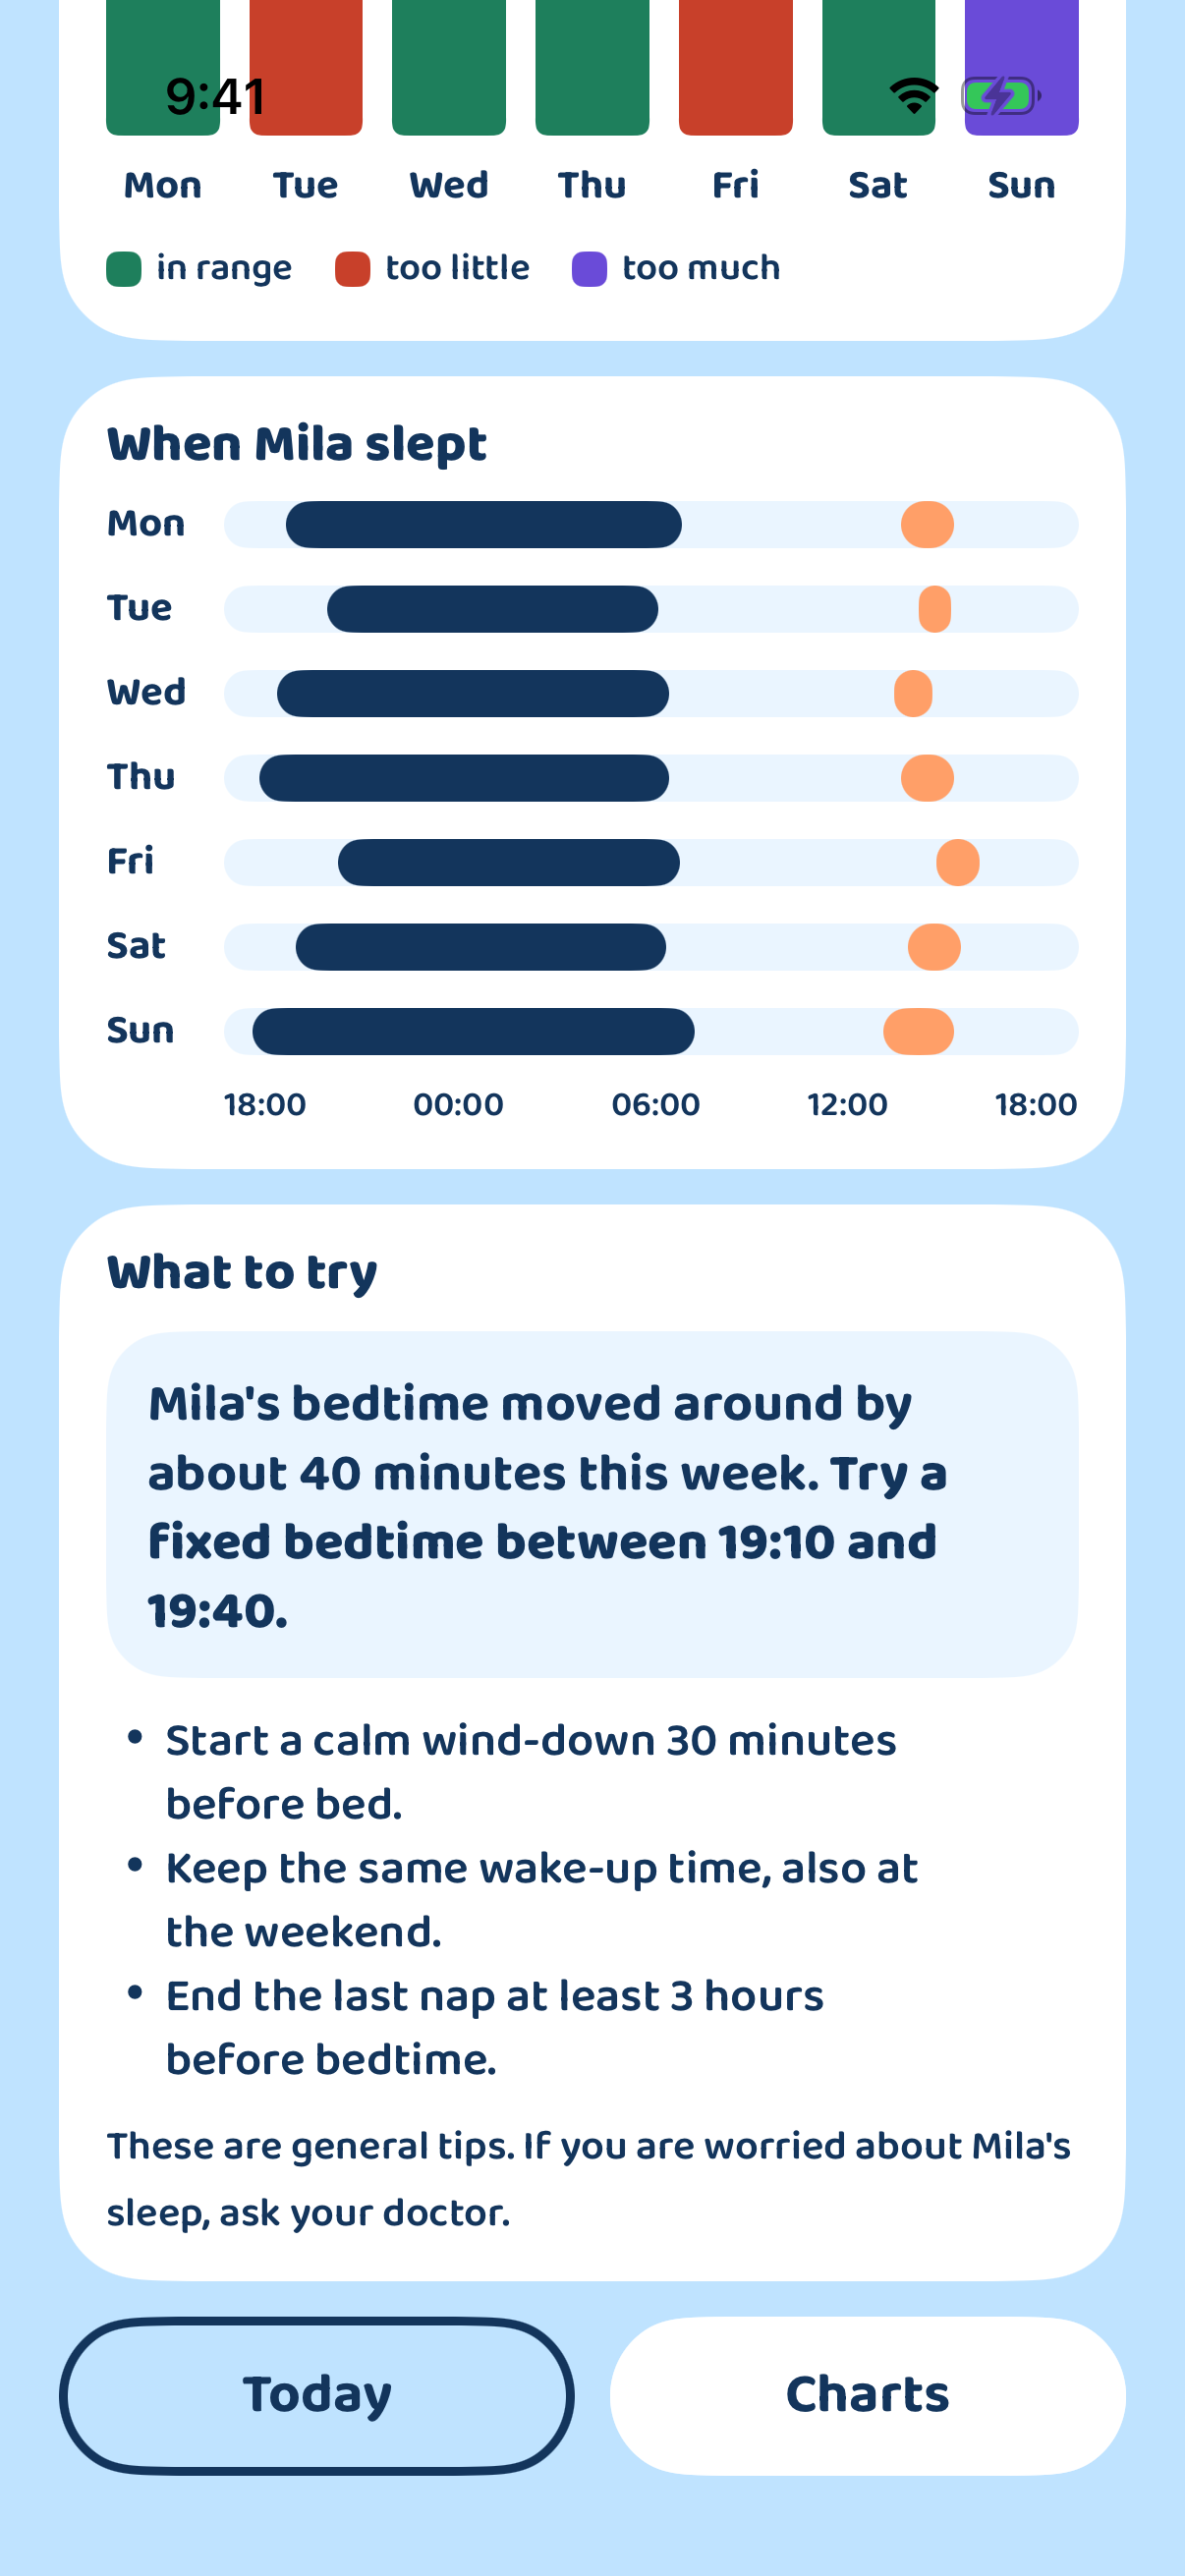 9:41
Mon Tue Wed Thu Fri Sat Sun
in range too little too much
When Mila slept
Mon
Tue
Wed
Thu
Fri
Sat
Sun
18:00 00:00 06:00 12:00 18:00
What to try
Mila's bedtime moved around by
about 40 minutes this week. Try a
fixed bedtime between 19:10 and
19:40.
• Start a calm wind-down 30 minutes
before bed.
• Keep the same wake-up time, also at
the weekend.
• End the last nap at least 3 hours
before bedtime.
These are general tips. If you are worried about Mila's
sleep, ask your doctor.
Today Charts